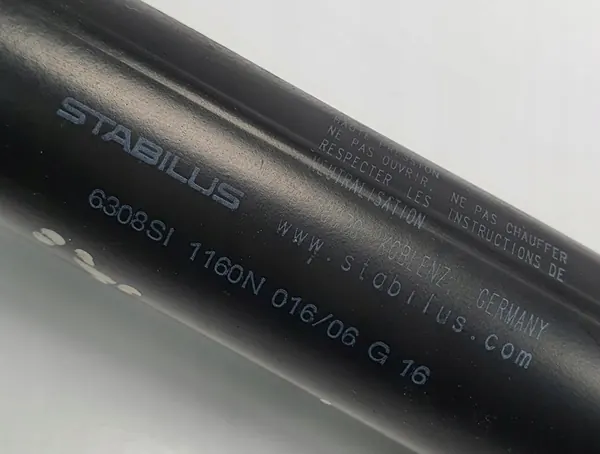 STABILUS
6308SI 1160N 016/06 G 16
KOBLENZ, GERMANY
www.stabilus.com
NE PAS OUVRIR. NE PAS CHAUFFER
RESPECTER LES INSTRUCTIONS DE
NEUTRALISATION